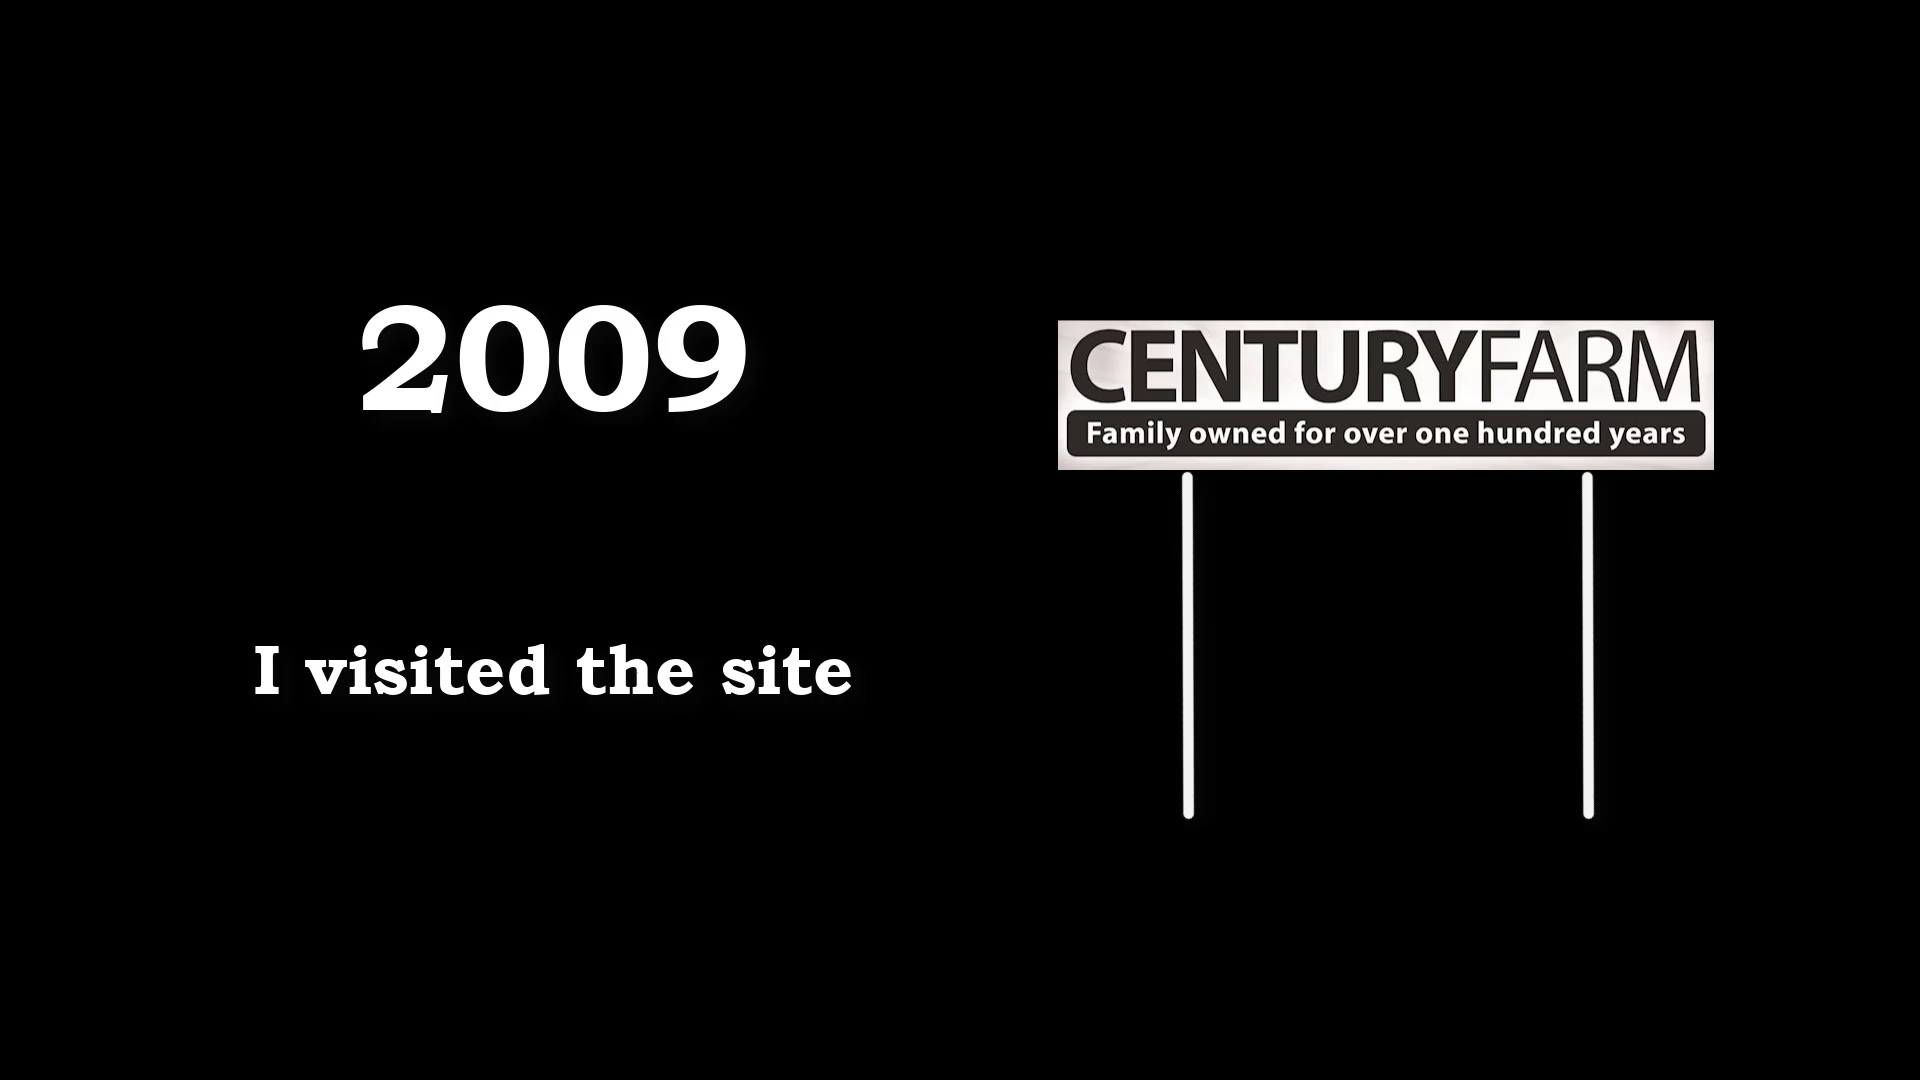 2009
I visited the site
CENTURYFARM
Family owned for over one hundred years